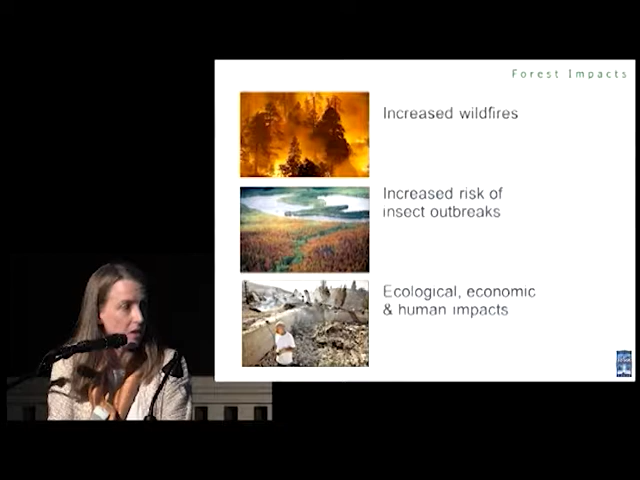 Forest Impacts
Increased wildfires
Increased risk of
insect outbreaks
Ecological, economic
& human impacts